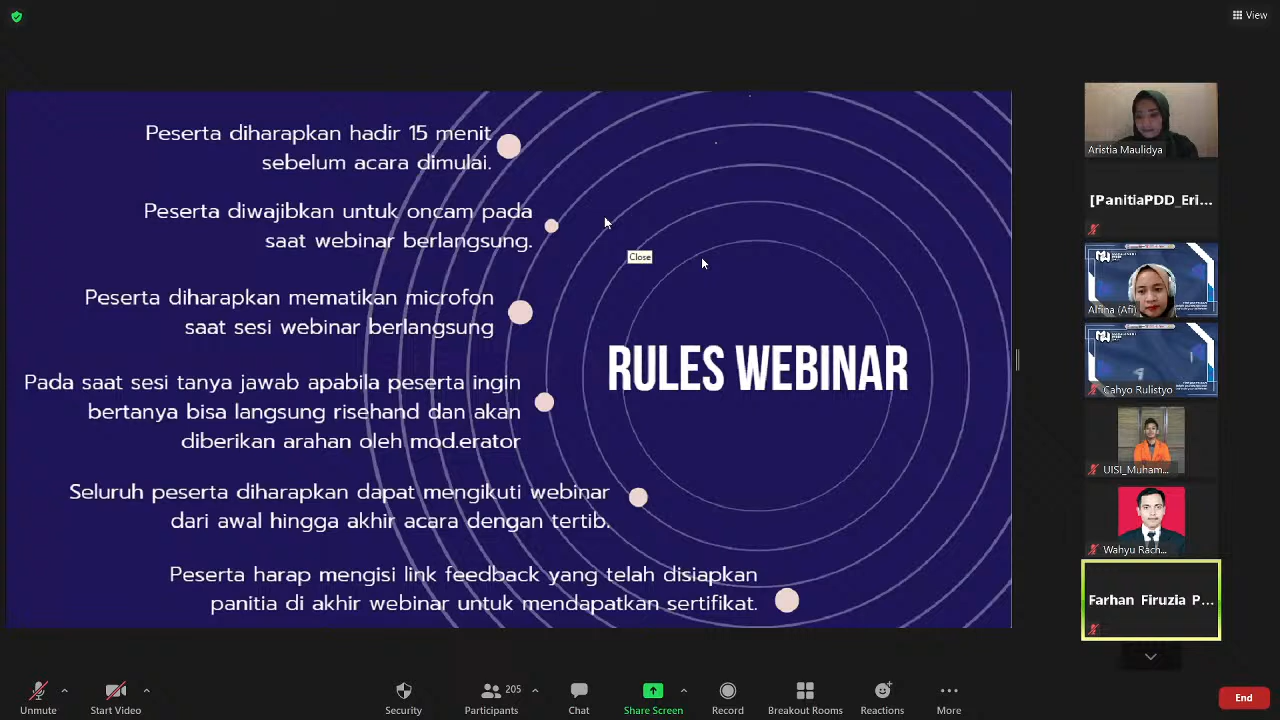 View
Peserta diharapkan hadir 15 menit
sebelum acara dimulai.
Peserta diwajibkan untuk oncam pada
saat webinar berlangsung.
Close
Peserta diharapkan mematikan microfon
saat sesi webinar berlangsung
RULES WEBINAR
Pada saat sesi tanya jawab apabila peserta ingin
bertanya bisa langsung risehand dan akan
diberikan arahan oleh mod.erator
Seluruh peserta diharapkan dapat mengikuti webinar
dari awal hingga akhir acara dengan tertib.
Peserta harap mengisi link feedback yang telah disiapkan
panitia di akhir webinar untuk mendapatkan sertifikat.
Aristia Maulidya
[PanitiaPDD_Eri...
Alfina (Afi)
Cahyo Rulistyo
UISI_Muham...
Wahyu Rach...
Farhan Firuzia P...
Unmute
Start Video
Security
Participants
205
Chat
Share Screen
Record
Breakout Rooms
Reactions
More
End